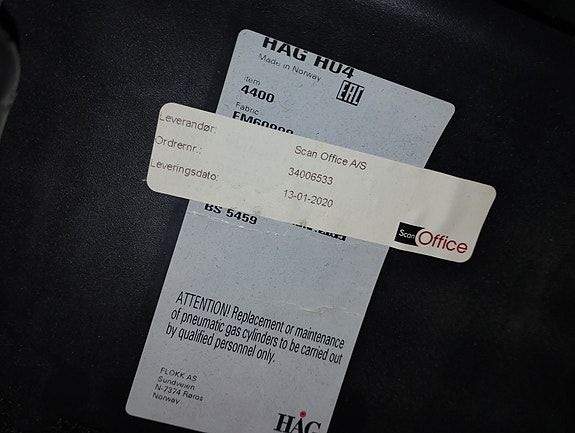 HÅG H04
Made in Norway
Item
4400
EAC
Fabric
Leverandør: Scan Office A/S
Ordrernr.: 34006533
Leveringsdato: 13-01-2020
Scan Office
BS 5459
ATTENTION! Replacement or maintenance
of pneumatic gas cylinders to be carried out
by qualified personnel only.
FLOKK AS
Sundveien
N-7374 Røros
Norway
HÅG